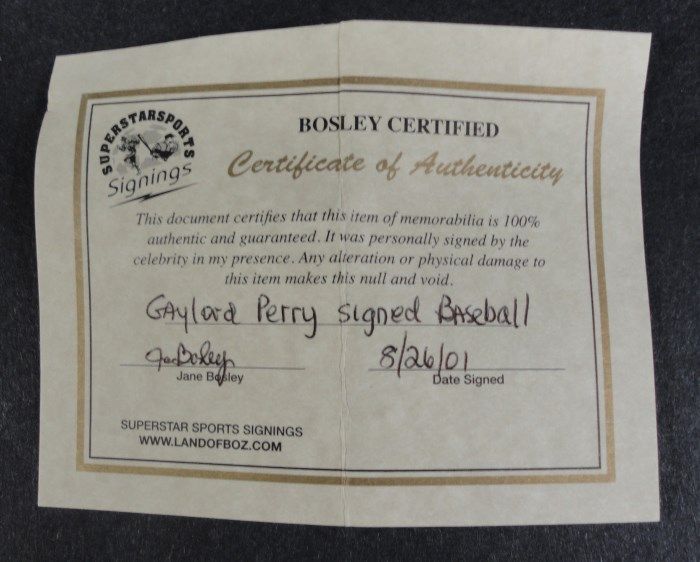 SUPERSTARSPORTS
Signings
BOSLEY CERTIFIED
Certificate of Authenticity
This document certifies that this item of memorabilia is 100%
authentic and guaranteed. It was personally signed by the
celebrity in my presence. Any alteration or physical damage to
this item makes this null and void.
GAylord Perry signed BAseball
Jane Bosley 8/26/01
Jane Bosley Date Signed
SUPERSTAR SPORTS SIGNINGS
WWW.LANDOFBOZ.COM